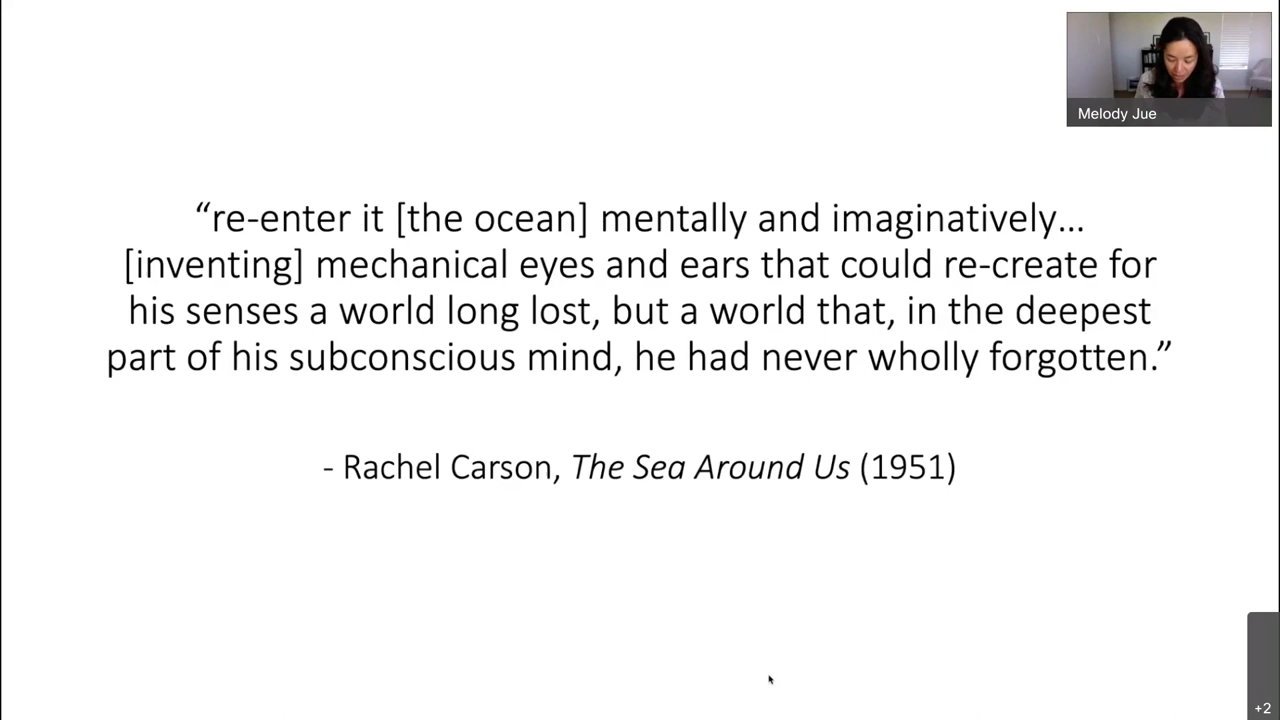 Melody Jue
“re-enter it [the ocean] mentally and imaginatively…
[inventing] mechanical eyes and ears that could re-create for
his senses a world long lost, but a world that, in the deepest
part of his subconscious mind, he had never wholly forgotten.”
- Rachel Carson, The Sea Around Us (1951)
+2